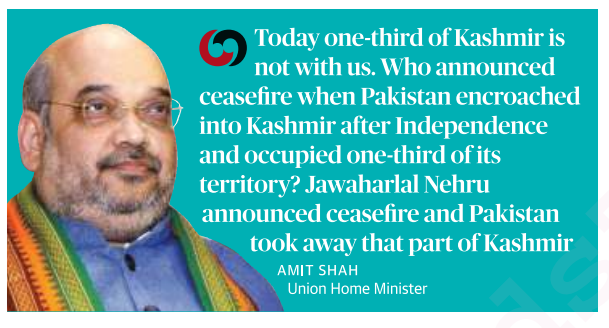 Today one-third of Kashmir is
not with us. Who announced
ceasefire when Pakistan encroached
into Kashmir after Independence
and occupied one-third of its
territory? Jawaharlal Nehru
announced ceasefire and Pakistan
took away that part of Kashmir
AMIT SHAH
Union Home Minister